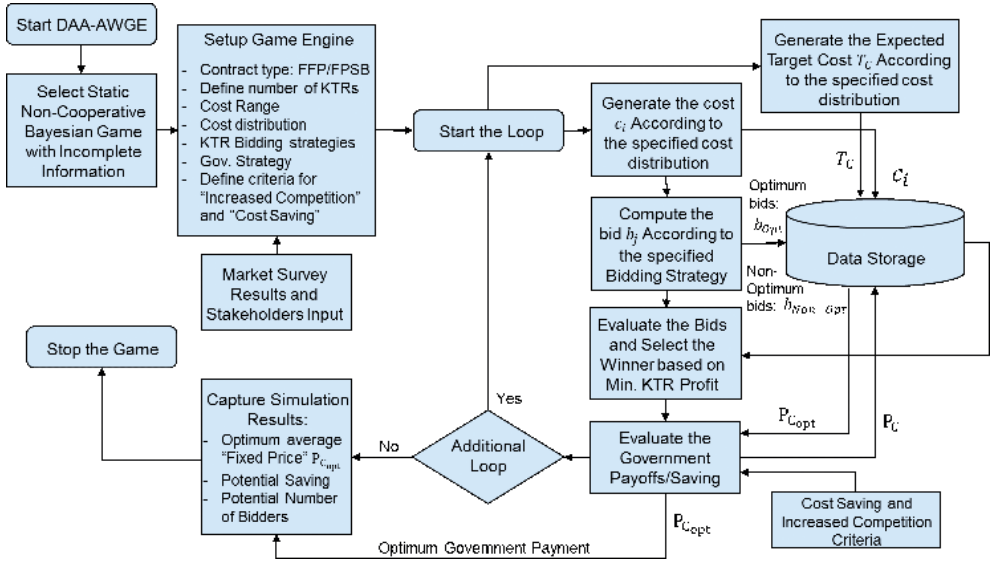 Start DAA-AWGE
Select Static
Non-Cooperative
Bayesian Game
with Incomplete
Information
Setup Game Engine
- Contract type: FFP/FPSB
- Define number of KTRs
- Cost Range
- Cost distribution
- KTR Bidding strategies
- Gov. Strategy
- Define criteria for
"Increased Competition"
and "Cost Saving"
Market Survey
Results and
Stakeholders Input
Start the Loop
Generate the Expected
Target Cost T_C According
to the specified cost
distribution
Generate the cost
c_i According to
the specified cost
distribution
T_C
C_i
Compute the
bid b_j According to
the specified
Bidding Strategy
Optimum
bids:
b_Opt.
Non-
Optimum
bids: b_Non_Opt
Data Storage
Evaluate the Bids
and Select the
Winner based on
Min. KTR Profit
Evaluate the
Government
Payoffs/Saving
P_Copt
P_C
Cost Saving and
Increased Competition
Criteria
P_Copt
Optimum Government Payment
Additional
Loop
Yes
No
Capture Simulation
Results:
- Optimum average
"Fixed Price" P_Copt
- Potential Saving
- Potential Number
of Bidders
Stop the Game